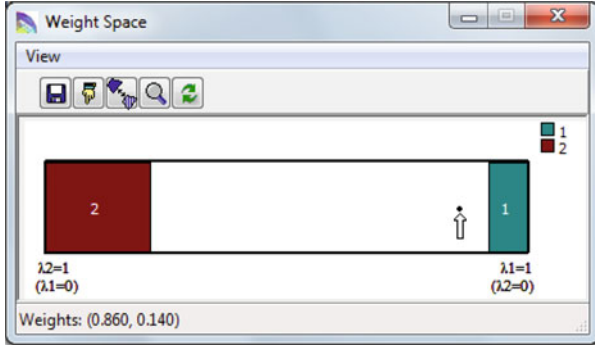 Weight Space
View
1
2
2
1
λ2=1
(λ1=0)
λ1=1
(λ2=0)
Weights: (0.860, 0.140)